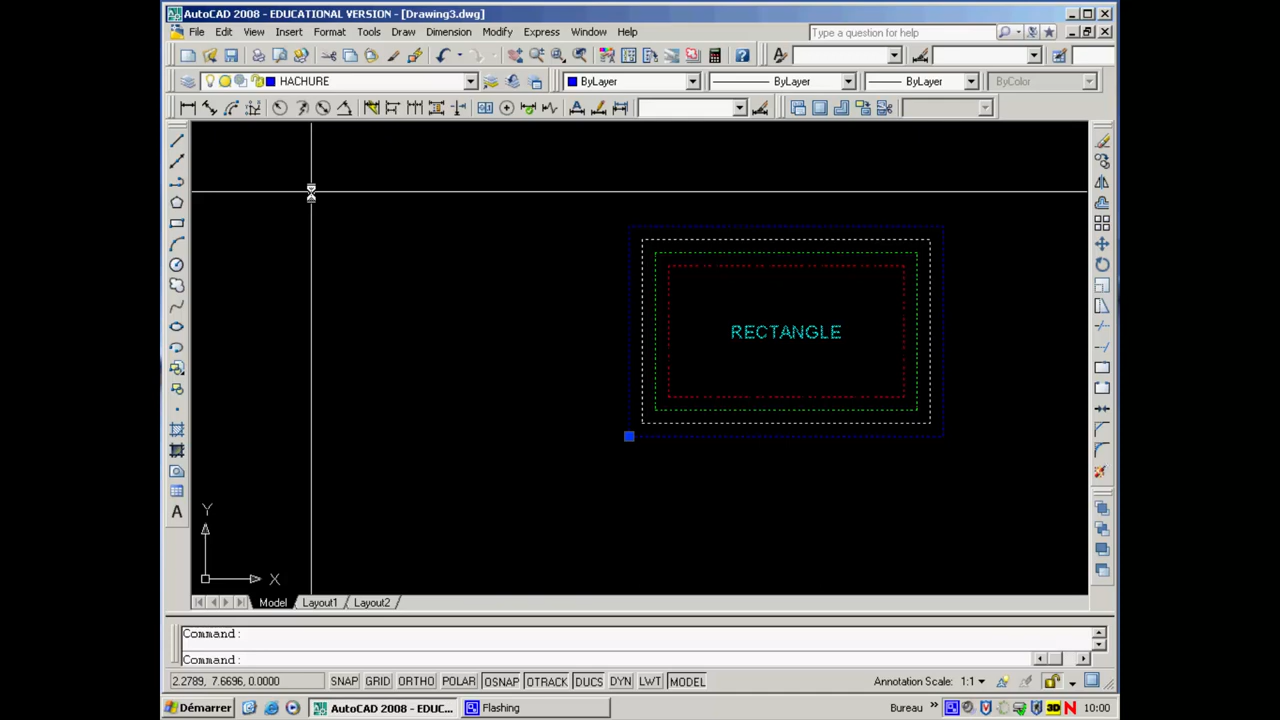 AutoCAD 2008 - EDUCATIONAL VERSION - [Drawing3.dwg]
File Edit View Insert Format Tools Draw Dimension Modify Express Window Help Type a question for help
HACHURE ByLayer ByLayer ByLayer ByColor
RECTANGLE
Y
X
A
Model Layout1 Layout2
Command:
Command:
2.2789, 7.6696, 0.0000 SNAP GRID ORTHO POLAR OSNAP OTRACK DUCS DYN LWT MODEL Annotation Scale: 1:1
Démarrer AutoCAD 2008 - EDUC... Flashing Bureau » 3D N 10:00